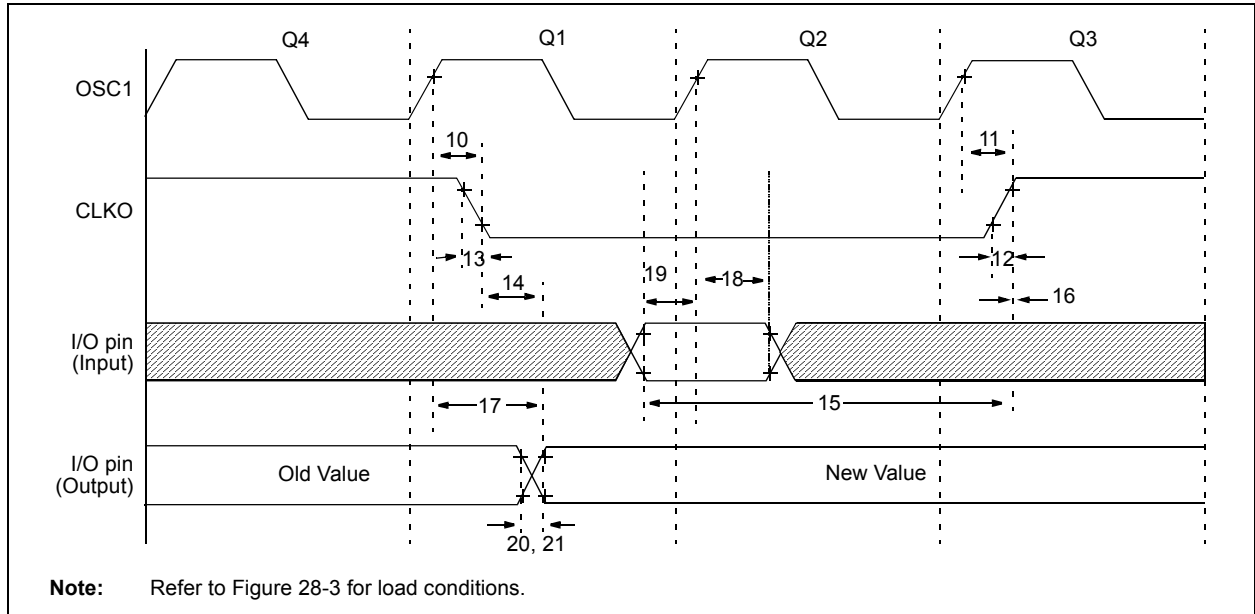 Q4 Q1 Q2 Q3
OSC1
10 11
CLKO
13 19 18 12
14 16
I/O pin
(Input)
17 15
I/O pin
(Output)
Old Value New Value
20, 21
Note: Refer to Figure 28-3 for load conditions.